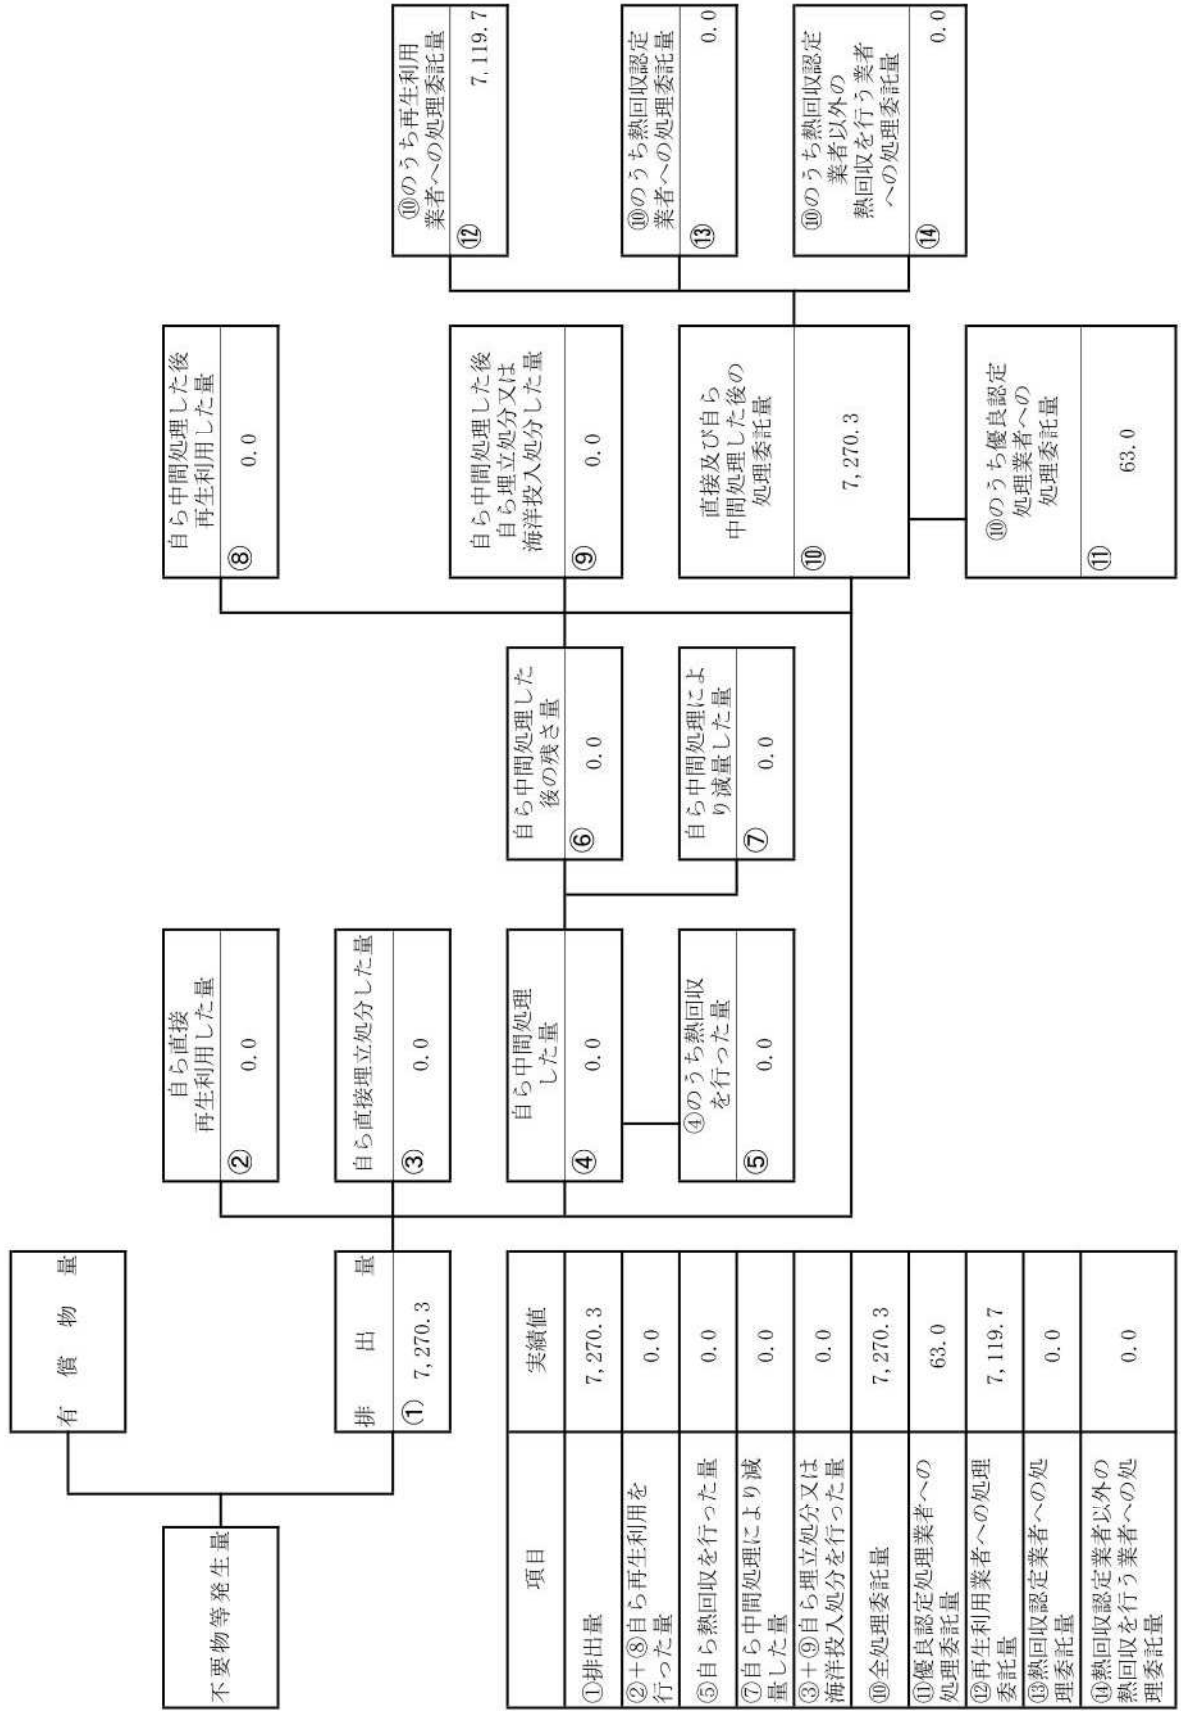 不要物等発生量
有償物量
排出量
① 7,270.3
自ら直接
再生利用した量
② 0.0
自ら直接埋立処分した量
③ 0.0
自ら中間処理
した量
④ 0.0
④のうち熱回収
を行った量
⑤ 0.0
自ら中間処理した
後の残さ量
⑥ 0.0
自ら中間処理によ
り減量した量
⑦ 0.0
自ら中間処理した後
再生利用した量
⑧ 0.0
自ら中間処理した後
自ら埋立処分又は
海洋投入処分した量
⑨ 0.0
直接及び自ら
中間処理した後の
処理委託量
⑩ 7,270.3
⑩のうち優良認定
処理業者への
処理委託量
⑪ 63.0
⑩のうち再生利用
業者への処理委託量
⑫ 7,119.7
⑩のうち熱回収認定
業者への処理委託量
⑬ 0.0
⑩のうち熱回収認定
業者以外の
熱回収を行う業者
への処理委託量
⑭ 0.0
項目 実績値
①排出量 7,270.3
②+⑧自ら再生利用を
行った量 0.0
⑤自ら熱回収を行った量 0.0
⑦自ら中間処理により減
量した量 0.0
③+⑨自ら埋立処分又は
海洋投入処分を行った量 0.0
⑩全処理委託量 7,270.3
⑪優良認定処理業者への
処理委託量 63.0
⑫再生利用業者への処理
委託量 7,119.7
⑬熱回収認定業者への処
理委託量 0.0
⑭熱回収認定業者以外の
熱回収を行う業者への処
理委託量 0.0